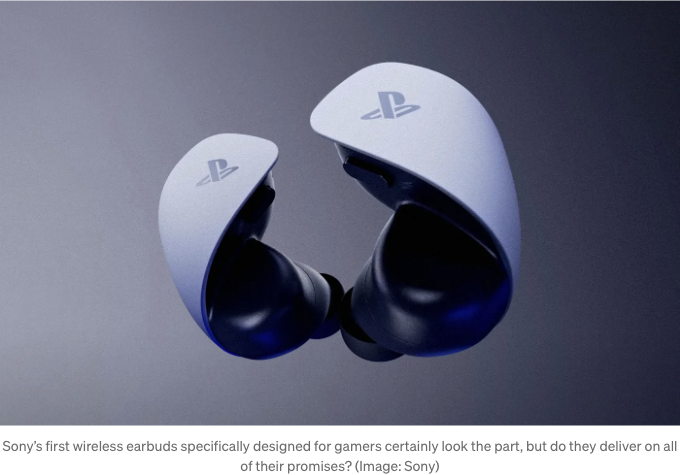 Sony's first wireless earbuds specifically designed for gamers certainly look the part, but do they deliver on all
of their promises? (Image: Sony)